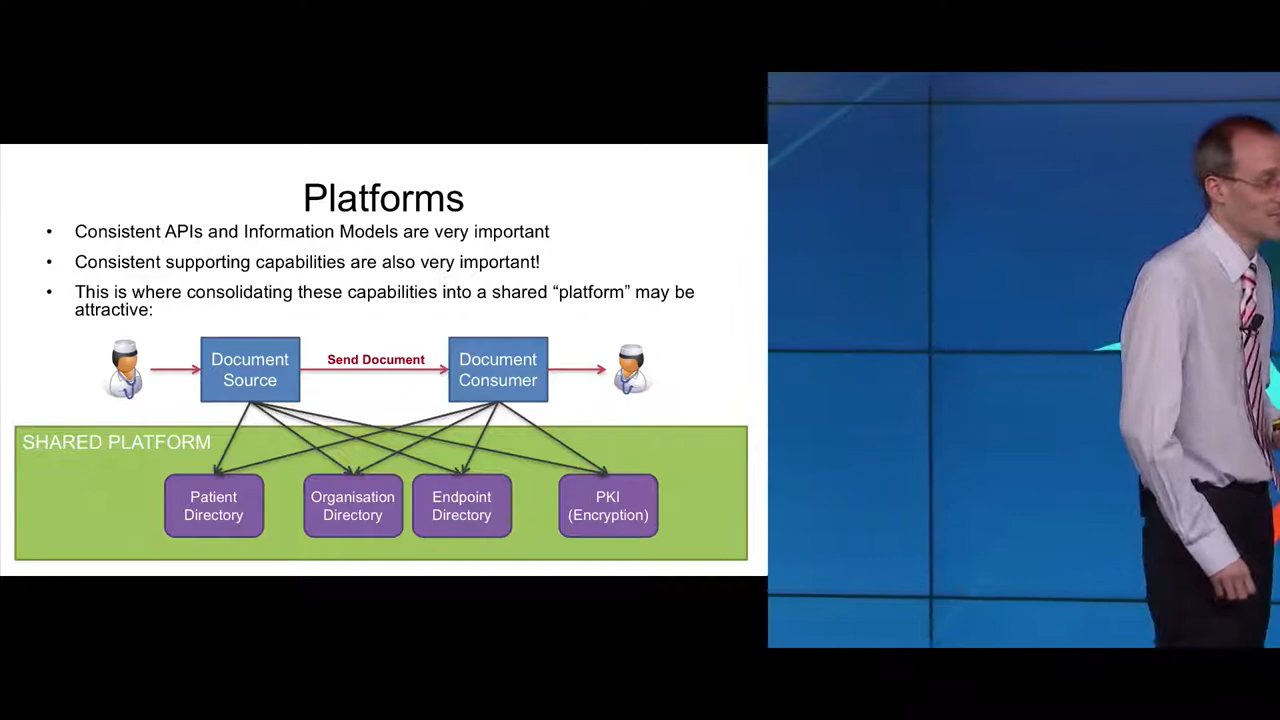 Platforms
• Consistent APIs and Information Models are very important
• Consistent supporting capabilities are also very important!
• This is where consolidating these capabilities into a shared “platform” may be
attractive:
Document
Source
Send Document
Document
Consumer
SHARED PLATFORM
Patient
Directory
Organisation
Directory
Endpoint
Directory
PKI
(Encryption)